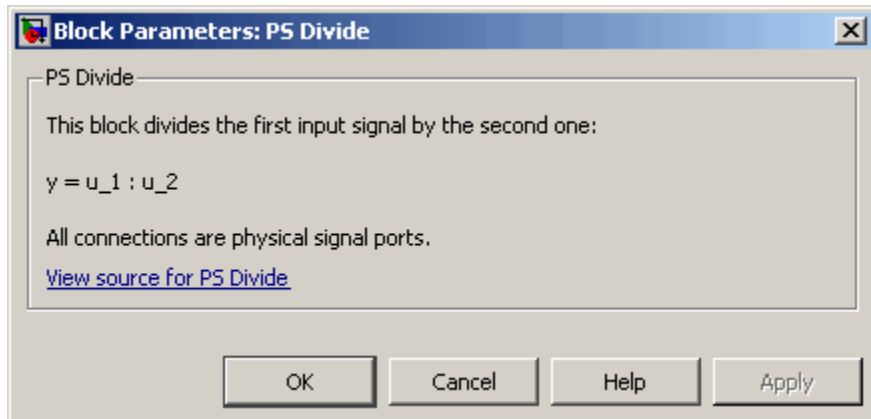 Block Parameters: PS Divide
PS Divide
This block divides the first input signal by the second one:
y = u_1 : u_2
All connections are physical signal ports.
View source for PS Divide
OK Cancel Help Apply